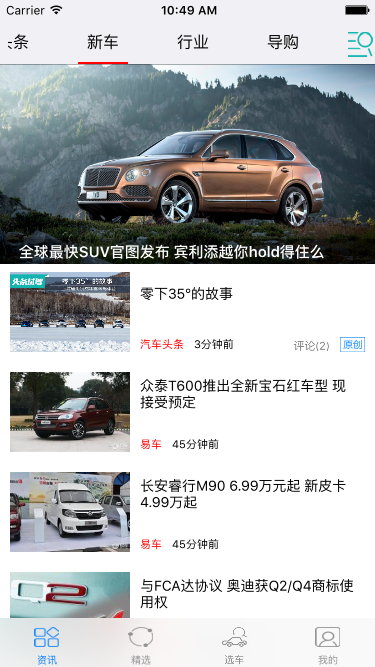 Carrier
10:49 AM
头条
新车
行业
导购
全球最快SUV官图发布 宾利添越你hold得住么
头条试驾
零下35°的故事
零下35°的故事
汽车头条
3分钟前
评论(2)
原创
众泰T600推出全新宝石红车型 现
接受预定
易车
45分钟前
长安睿行M90 6.99万元起 新皮卡
4.99万起
易车
45分钟前
与FCA达协议 奥迪获Q2/Q4商标使
用权
资讯
精选
选车
我的